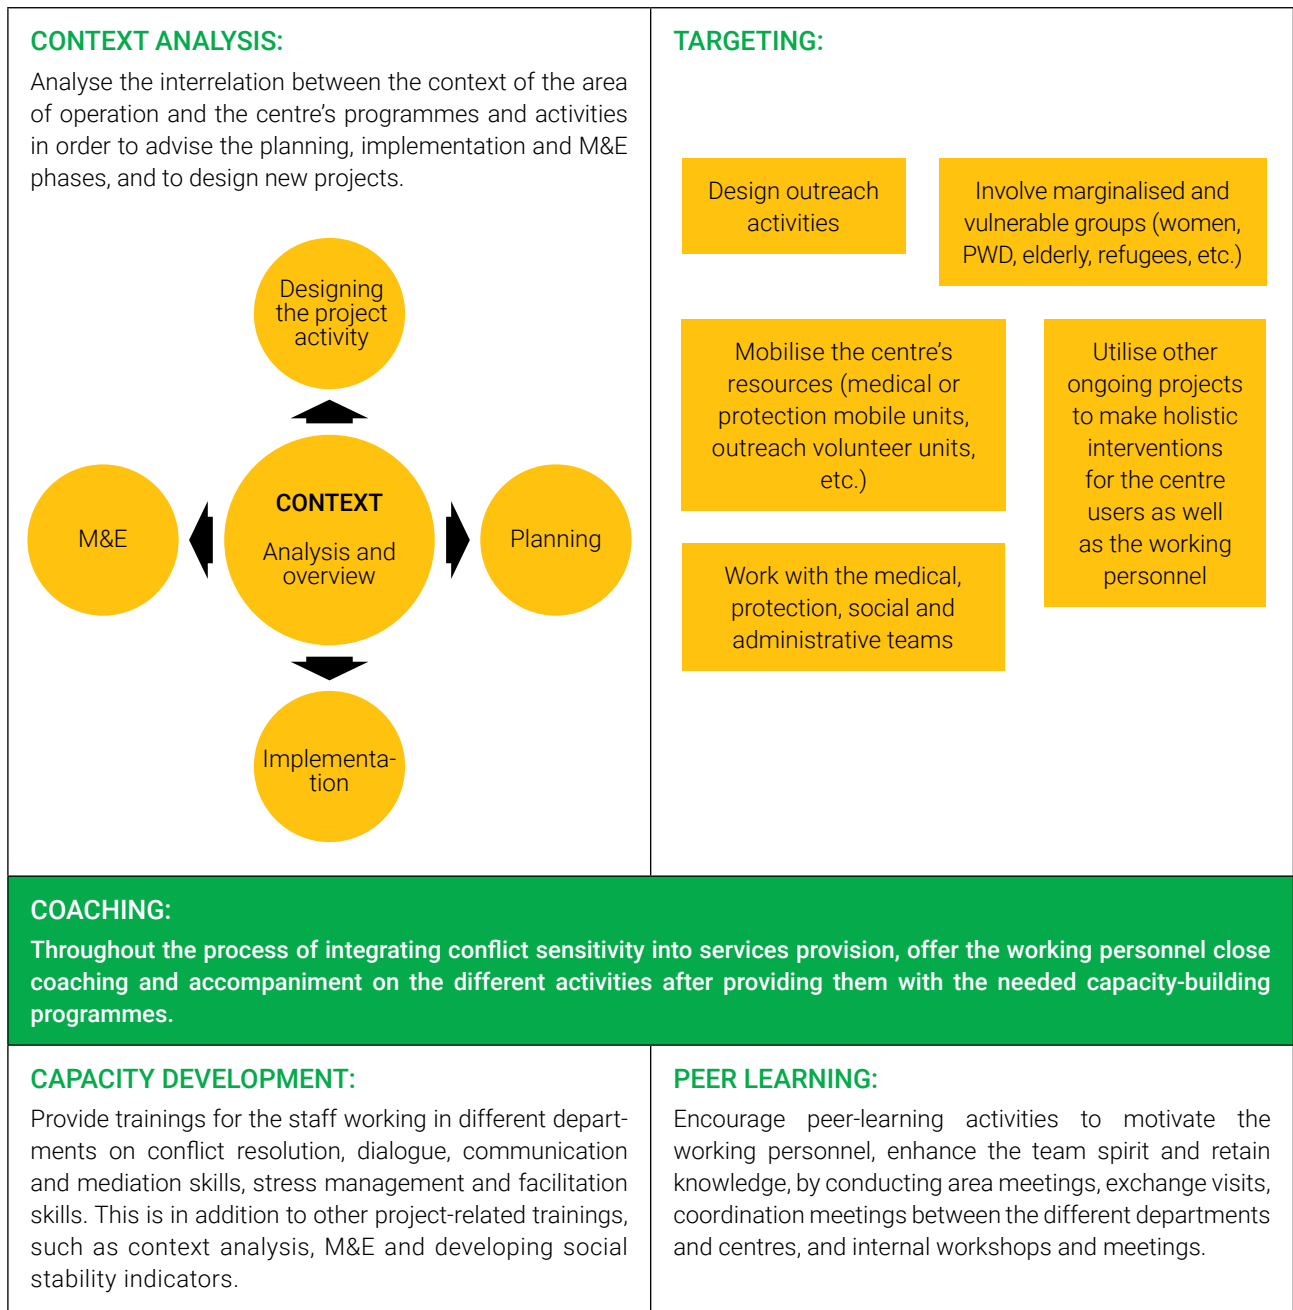 CONTEXT ANALYSIS:
Analyse the interrelation between the context of the area
of operation and the centre's programmes and activities
in order to advise the planning, implementation and M&E
phases, and to design new projects.
Designing
the project
activity
M&E
CONTEXT
Analysis and
overview
Planning
Implementa-
tion
TARGETING:
Design outreach
activities
Involve marginalised and
vulnerable groups (women,
PWD, elderly, refugees, etc.)
Mobilise the centre's
resources (medical or
protection mobile units,
outreach volunteer units,
etc.)
Utilise other
ongoing projects
to make holistic
interventions
for the centre
users as well
as the working
personnel
Work with the medical,
protection, social and
administrative teams
COACHING:
Throughout the process of integrating conflict sensitivity into services provision, offer the working personnel close
coaching and accompaniment on the different activities after providing them with the needed capacity-building
programmes.
CAPACITY DEVELOPMENT:
Provide trainings for the staff working in different depart-
ments on conflict resolution, dialogue, communication
and mediation skills, stress management and facilitation
skills. This is in addition to other project-related trainings,
such as context analysis, M&E and developing social
stability indicators.
PEER LEARNING:
Encourage peer-learning activities to motivate the
working personnel, enhance the team spirit and retain
knowledge, by conducting area meetings, exchange visits,
coordination meetings between the different departments
and centres, and internal workshops and meetings.